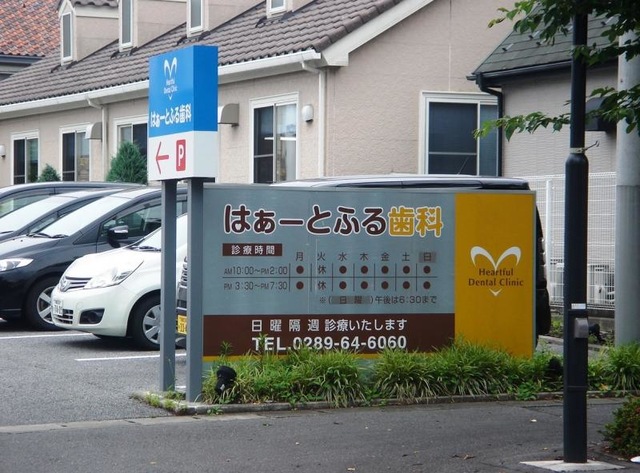 Heartful
Dental Clinic
はぁーとふる歯科
P
はぁーとふる歯科
診療時間 月 火 水 木 金 土 日
AM10:00〜PM2:00 ● 休 ● ● ● ● ●
PM 3:30〜PM7:30 ● 休 ● ● ● ● ●
※(日曜)午後は6:30まで
日曜隔週診療いたします
TEL.0289-64-6060
Heartful
Dental Clinic